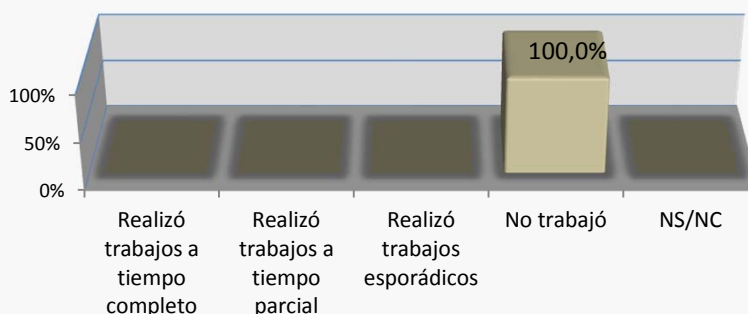 100,0%
100%
50%
0%
Realizó
trabajos a
tiempo
completo
Realizó
trabajos a
tiempo
parcial
Realizó
trabajos
esporádicos
No trabajó
NS/NC